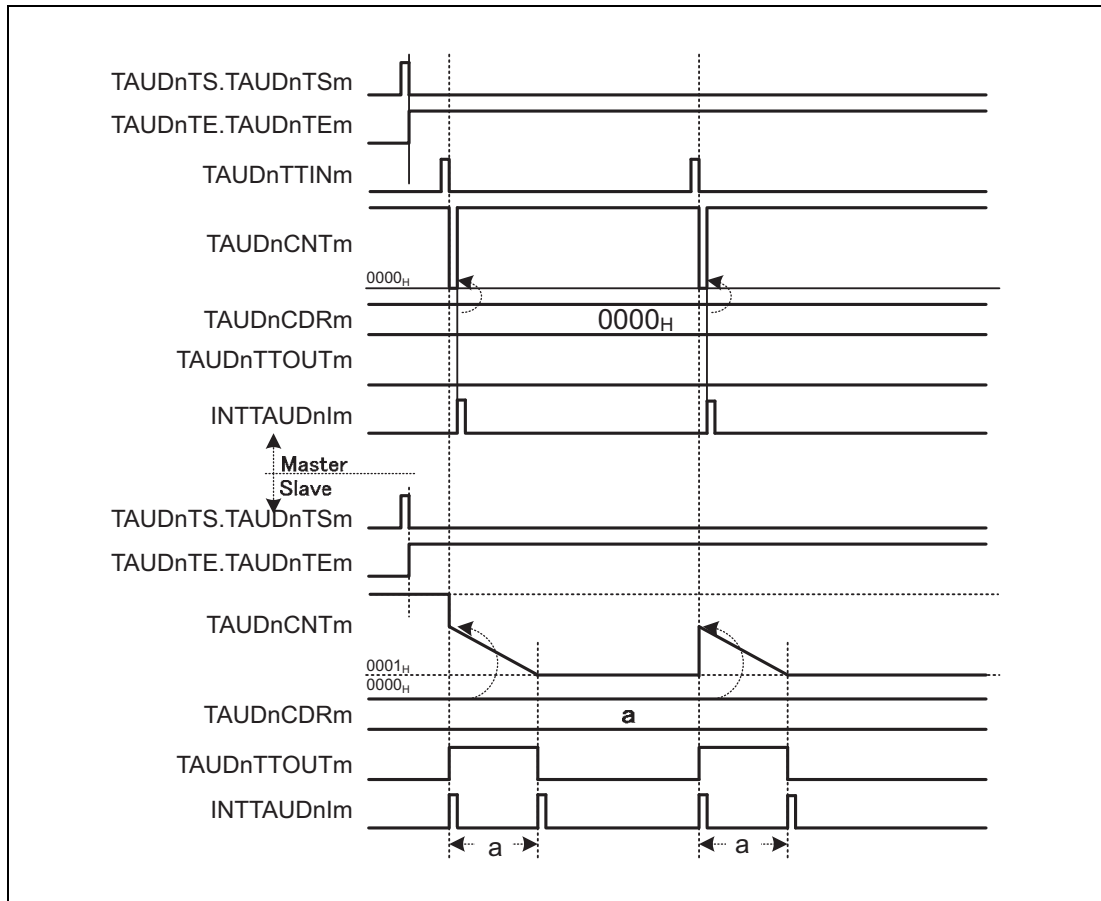 TAUDnTS.TAUDnTSm
TAUDnTE.TAUDnTEm
TAUDnTTINm
TAUDnCNTm
0000H
TAUDnCDRm
0000H
TAUDnTTOUTm
INTTAUDnIm
Master
Slave
TAUDnTS.TAUDnTSm
TAUDnTE.TAUDnTEm
TAUDnCNTm
0001H
0000H
TAUDnCDRm
a
TAUDnTTOUTm
INTTAUDnIm
a
a